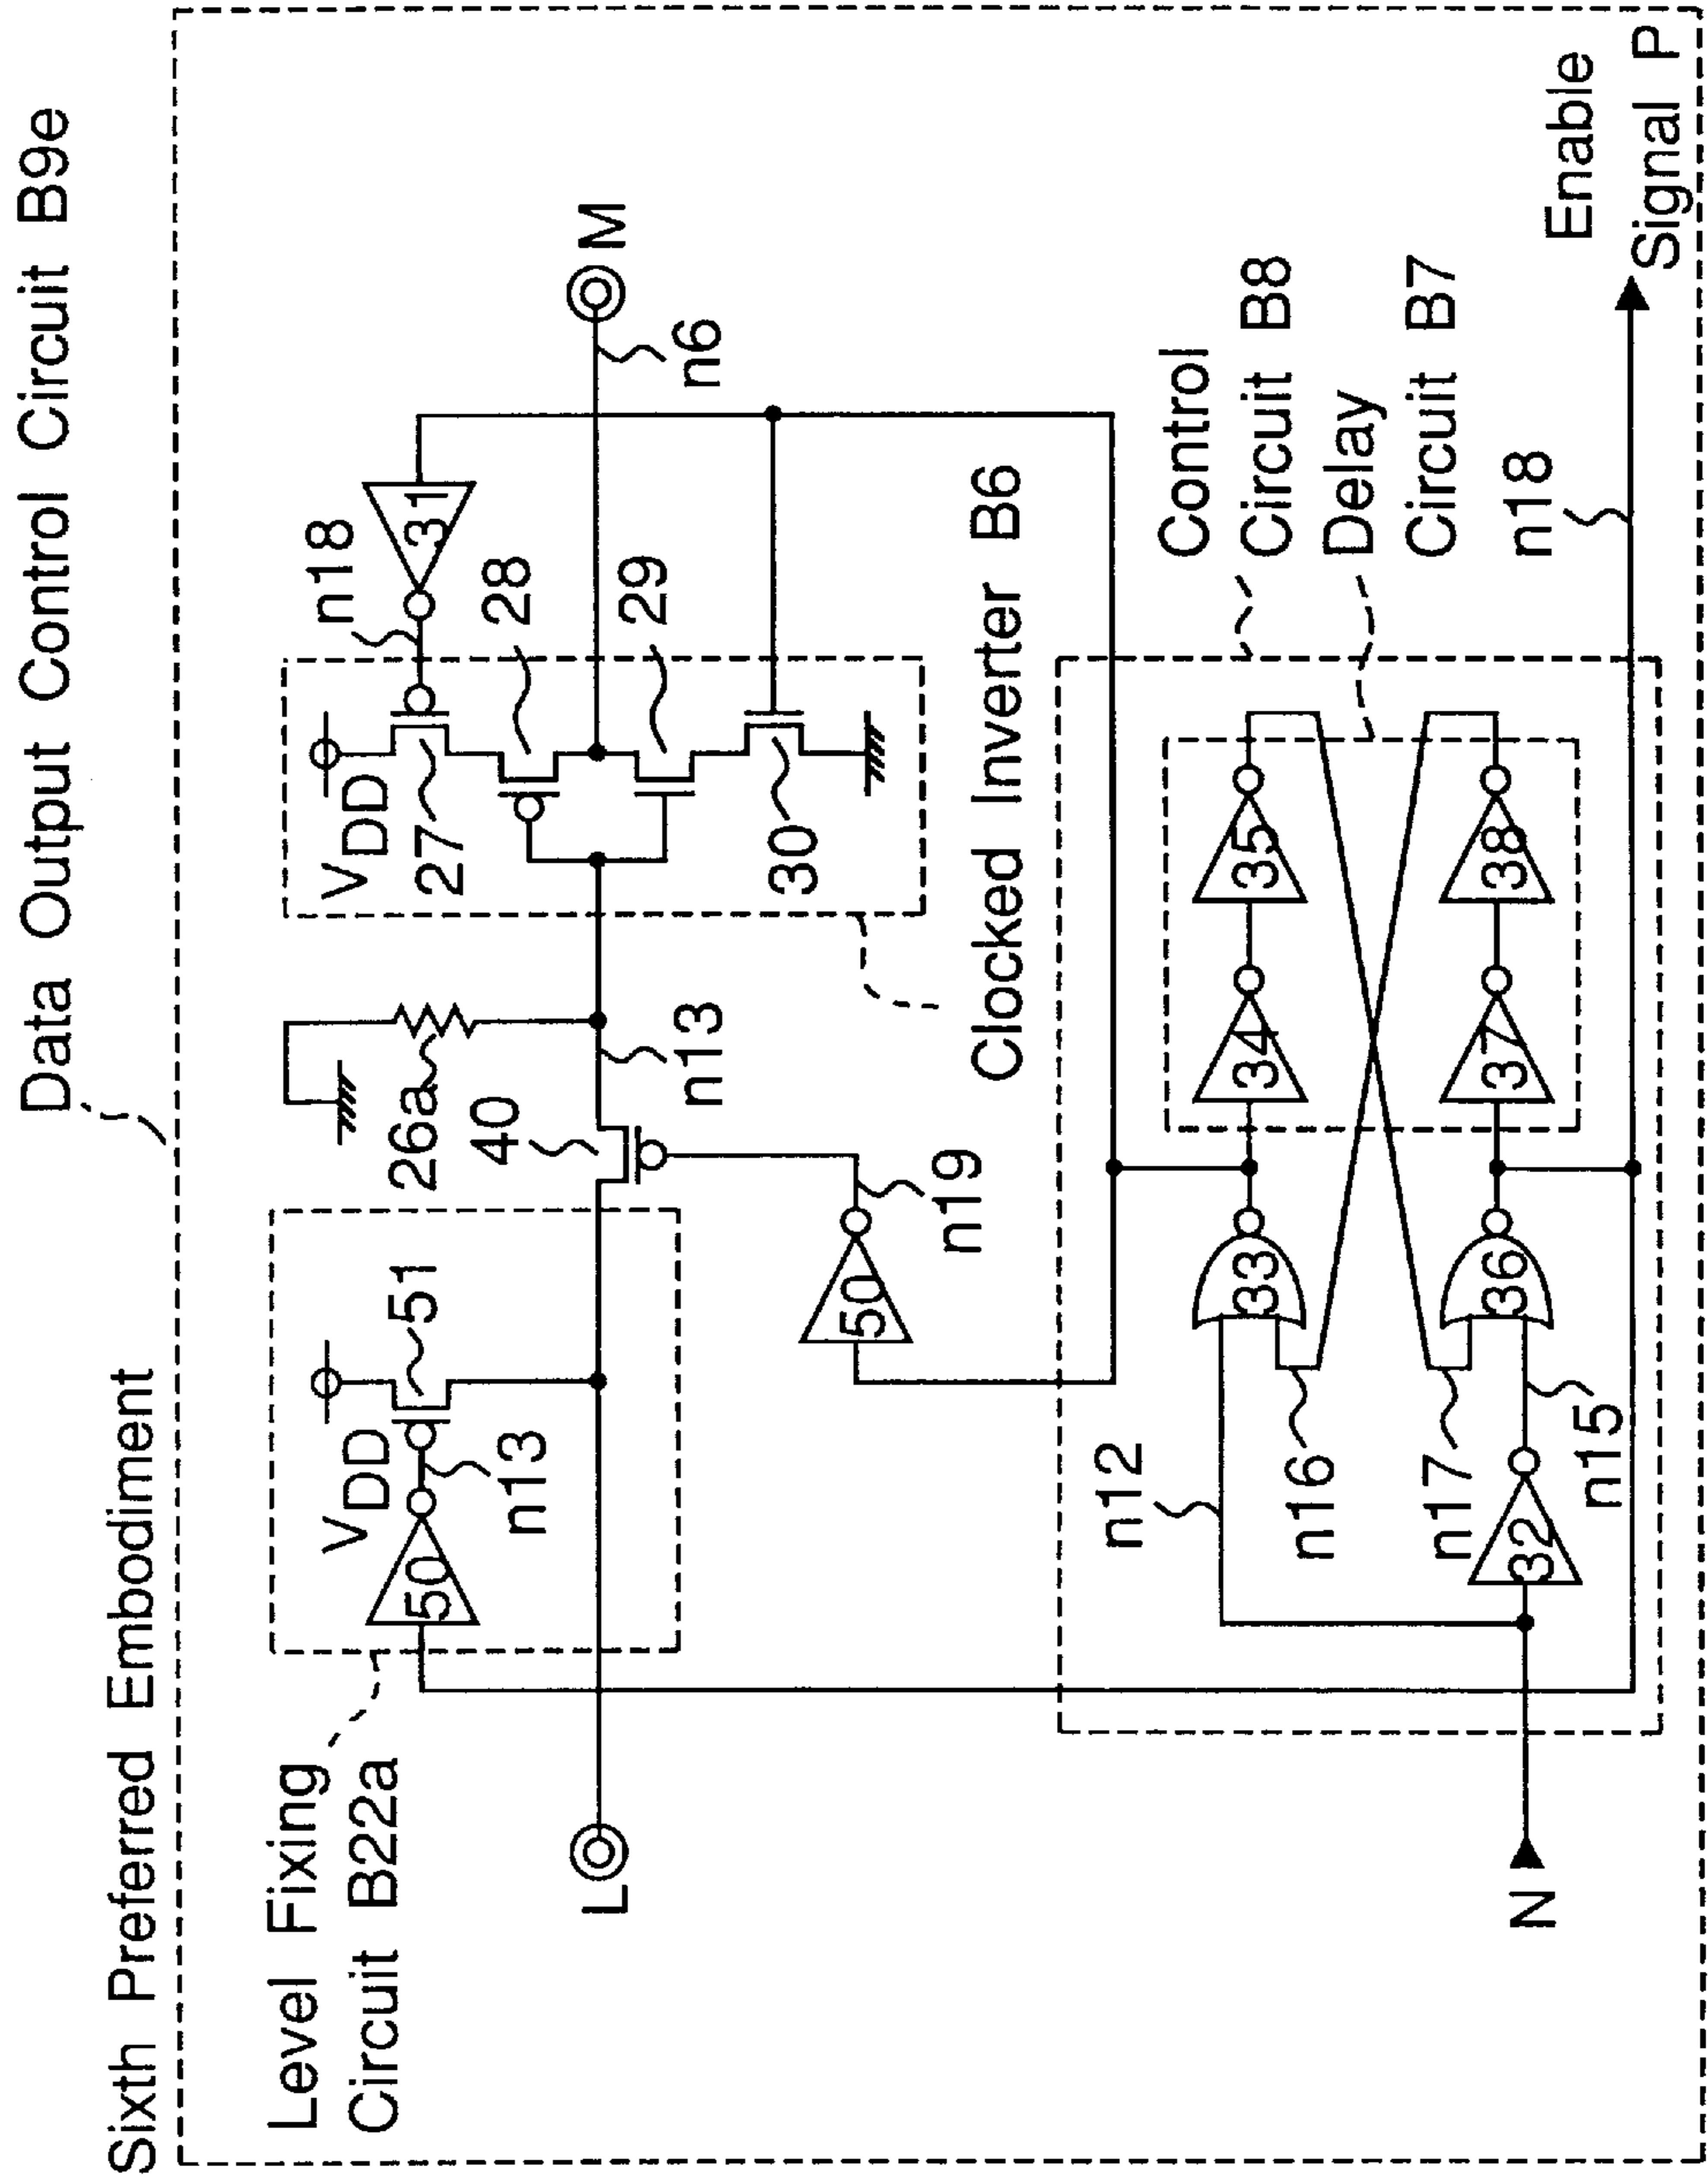 Data Output Control Circuit B9e
Sixth Preferred Embodiment
Level Fixing
Circuit B22a
VDD
51
50
n13
VDD
27
n18
31
28
29
30
26a
40
n13
L
M
n6
50
n19
Clocked Inverter B6
Control
Circuit B8
Delay
Circuit B7
n12
n16
n17
n15
33
34
35
36
37
38
32
N
n18
Enable
Signal P